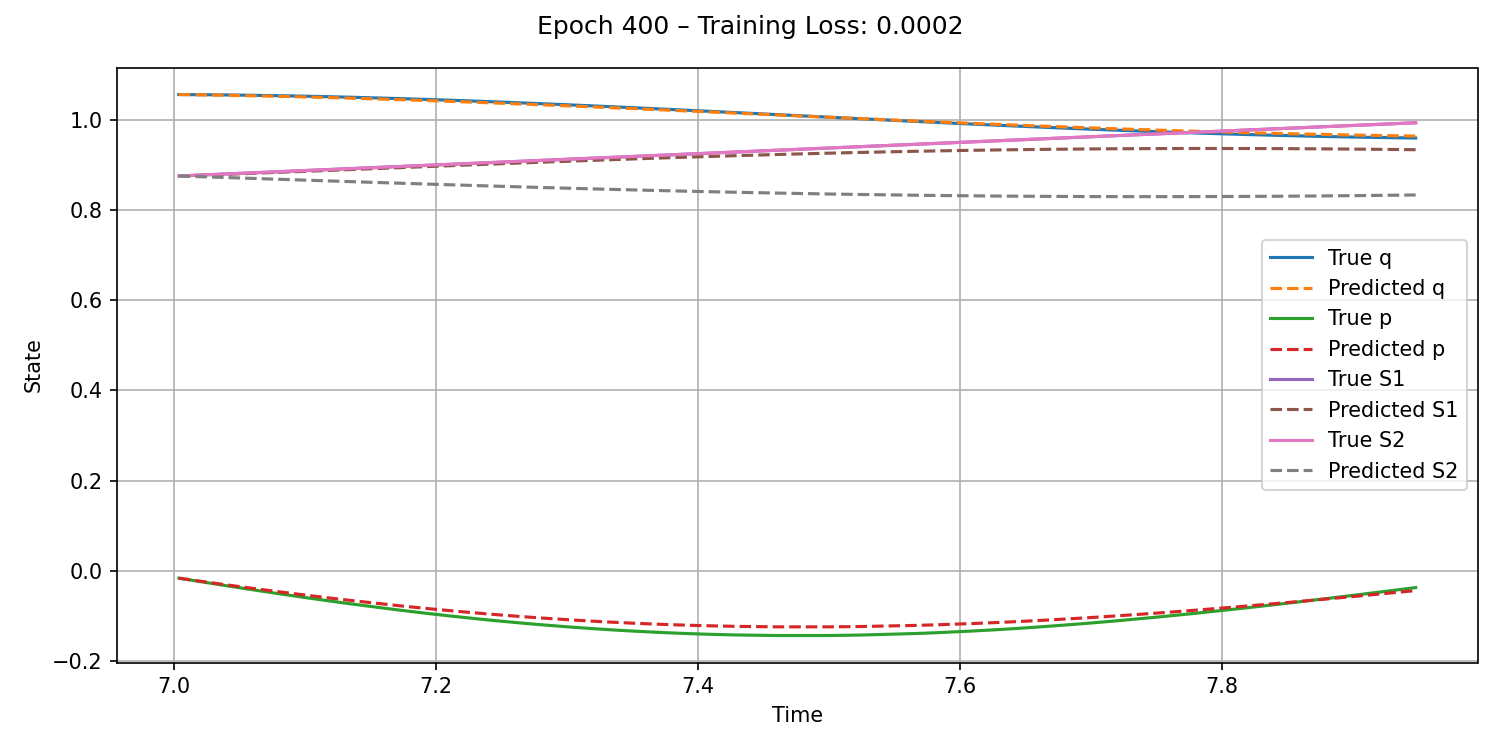 Epoch 400 – Training Loss: 0.0002
1.0
0.8
0.6
0.4
0.2
0.0
−0.2
State
7.0 7.2 7.4 7.6 7.8
Time
True q
Predicted q
True p
Predicted p
True S1
Predicted S1
True S2
Predicted S2